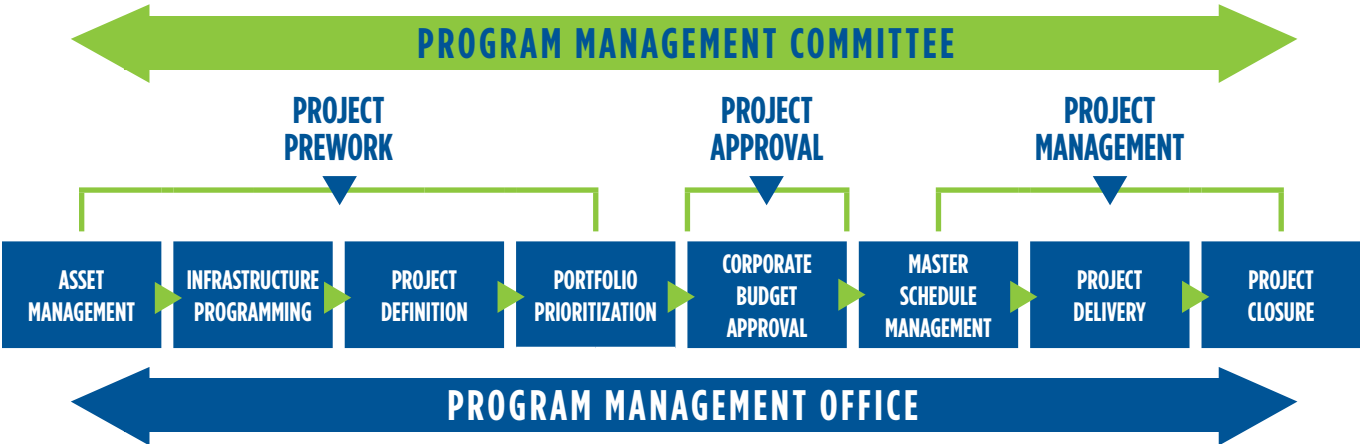 PROGRAM MANAGEMENT COMMITTEE
PROJECT
PREWORK
PROJECT
APPROVAL
PROJECT
MANAGEMENT
ASSET
MANAGEMENT
INFRASTRUCTURE
PROGRAMMING
PROJECT
DEFINITION
PORTFOLIO
PRIORITIZATION
CORPORATE
BUDGET
APPROVAL
MASTER
SCHEDULE
MANAGEMENT
PROJECT
DELIVERY
PROJECT
CLOSURE
PROGRAM MANAGEMENT OFFICE